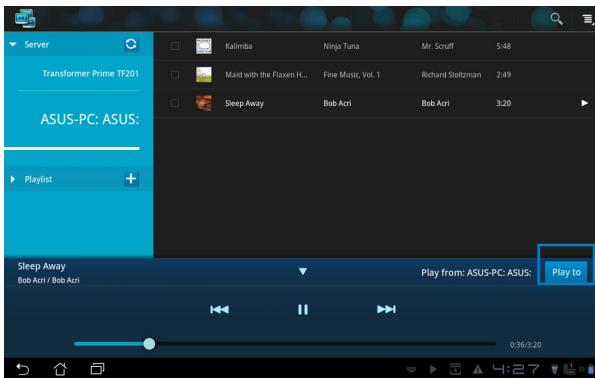 Server
Transformer Prime TF201
ASUS-PC: ASUS:
Playlist
Kalimba Ninja Tuna Mr. Scruff 5:48
Maid with the Flaxen H... Fine Music, Vol. 1 Richard Stoltzman 2:49
Sleep Away Bob Acri Bob Acri 3:20
Sleep Away
Bob Acri / Bob Acri
Play from: ASUS-PC: ASUS: Play to
0:36/3:20
4:27